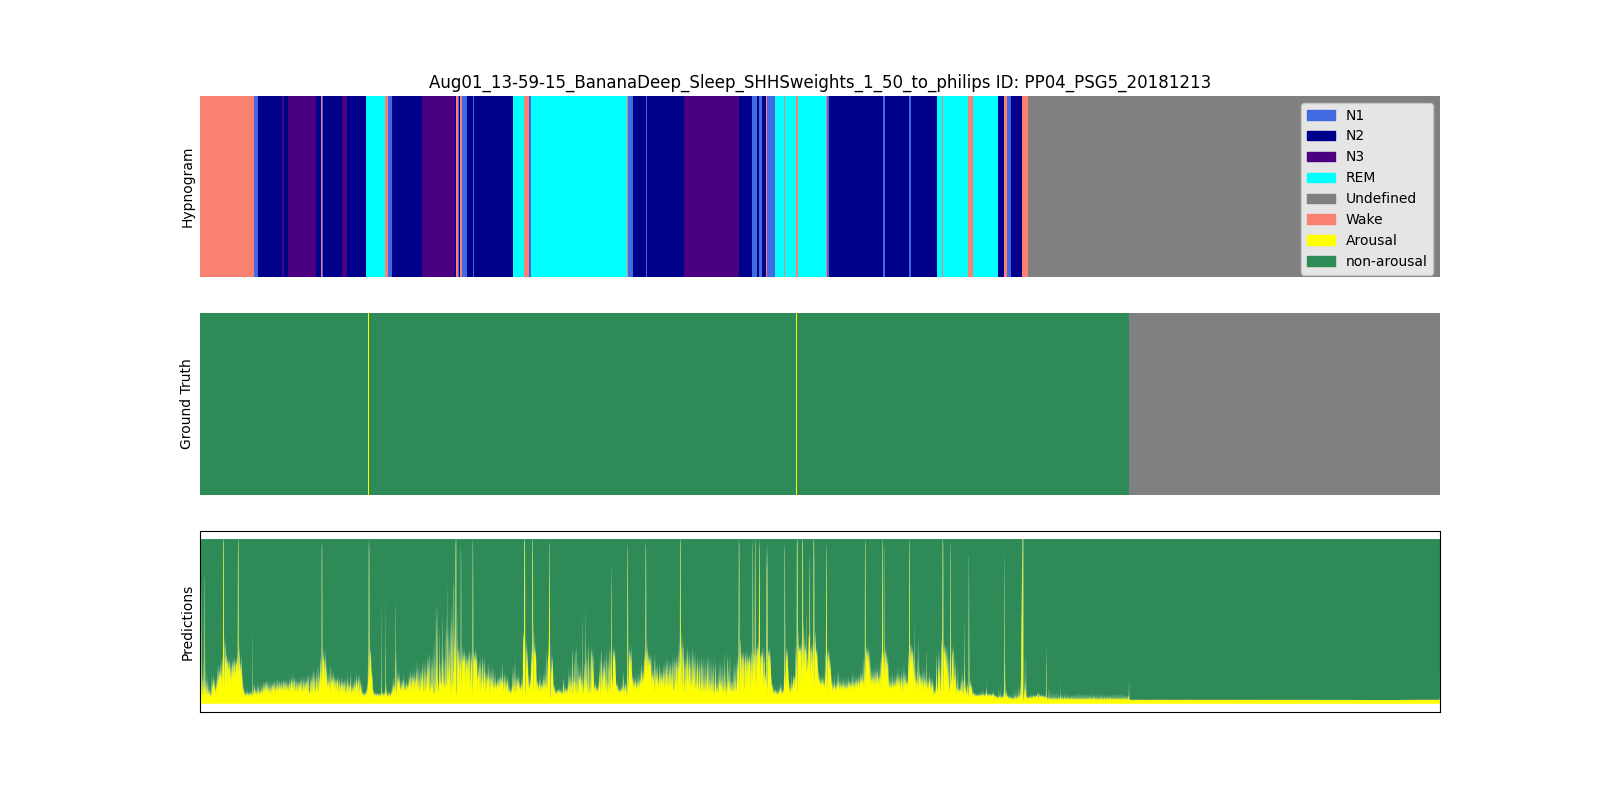 Aug01_13-59-15_BananaDeep_Sleep_SHHSweights_1_50_to_philips ID: PP04_PSG5_20181213
Hypnogram
N1
N2
N3
REM
Undefined
Wake
Arousal
non-arousal
Ground Truth
Predictions